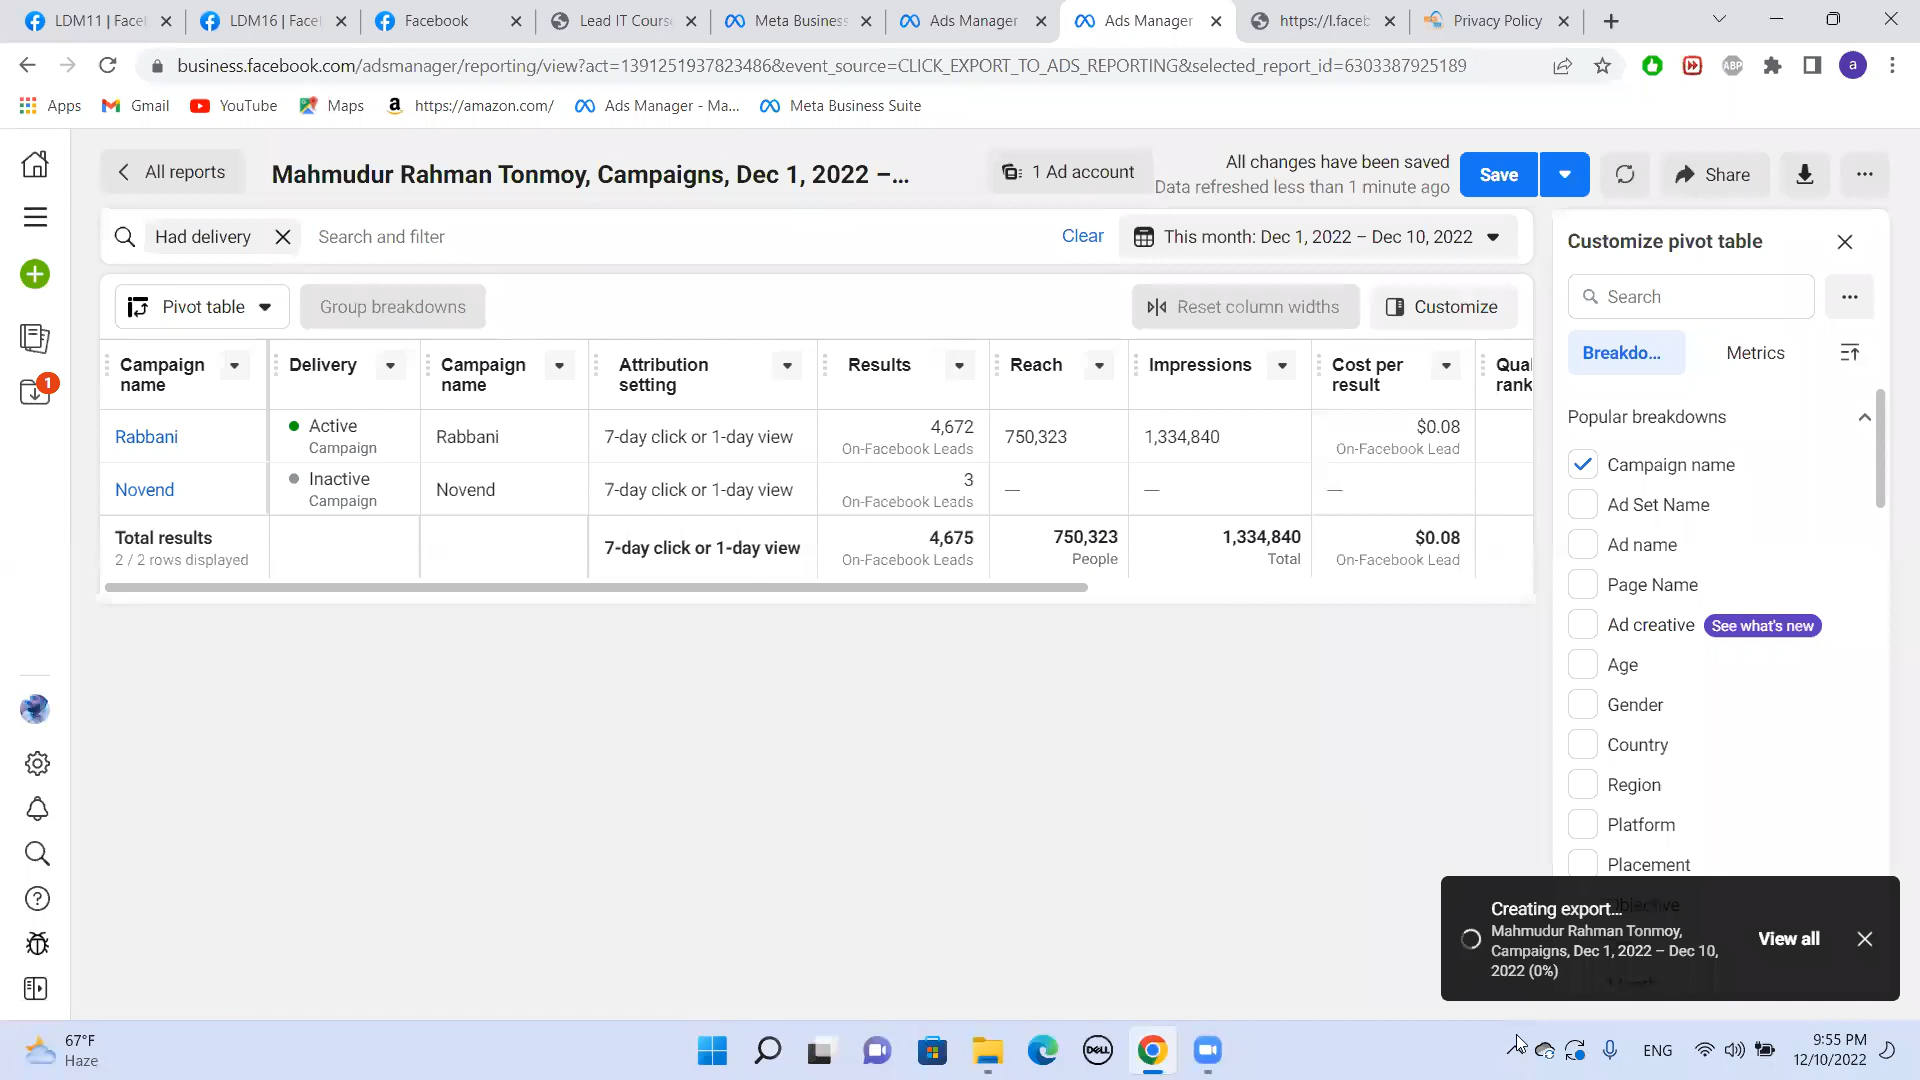 LDM11 | Facel
LDM16 | Facel
Facebook
Lead IT Cours
Meta Business
Ads Manager
Ads Manager
https://l.faceb
Privacy Policy
business.facebook.com/adsmanager/reporting/view?act=1391251937823486&event_source=CLICK_EXPORT_TO_ADS_REPORTING&selected_report_id=6303387925189
ABP
a
Apps
Gmail
YouTube
Maps
https://amazon.com/
Ads Manager - Ma...
Meta Business Suite
All reports
Mahmudur Rahman Tonmoy, Campaigns, Dec 1, 2022 –...
1 Ad account
All changes have been saved
Data refreshed less than 1 minute ago
Save
Share
Had delivery
Search and filter
Clear
This month: Dec 1, 2022 – Dec 10, 2022
Pivot table
Group breakdowns
Reset column widths
Customize
Campaign name
Delivery
Campaign name
Attribution setting
Results
Reach
Impressions
Cost per result
Qual
rank
Rabbani
Active
Campaign
Rabbani
7-day click or 1-day view
4,672
On-Facebook Leads
750,323
1,334,840
$0.08
On-Facebook Lead
Novend
Inactive
Campaign
Novend
7-day click or 1-day view
3
On-Facebook Leads
—
—
—
Total results
2 / 2 rows displayed
7-day click or 1-day view
4,675
On-Facebook Leads
750,323
People
1,334,840
Total
$0.08
On-Facebook Lead
1
Customize pivot table
Search
Breakdo...
Metrics
Popular breakdowns
Campaign name
Ad Set Name
Ad name
Page Name
Ad creative
See what's new
Age
Gender
Country
Region
Platform
Placement
Objective
Creating export...
Mahmudur Rahman Tonmoy,
Campaigns, Dec 1, 2022 – Dec 10,
2022 (0%)
View all
67°F
Haze
DELL
ENG
9:55 PM
12/10/2022